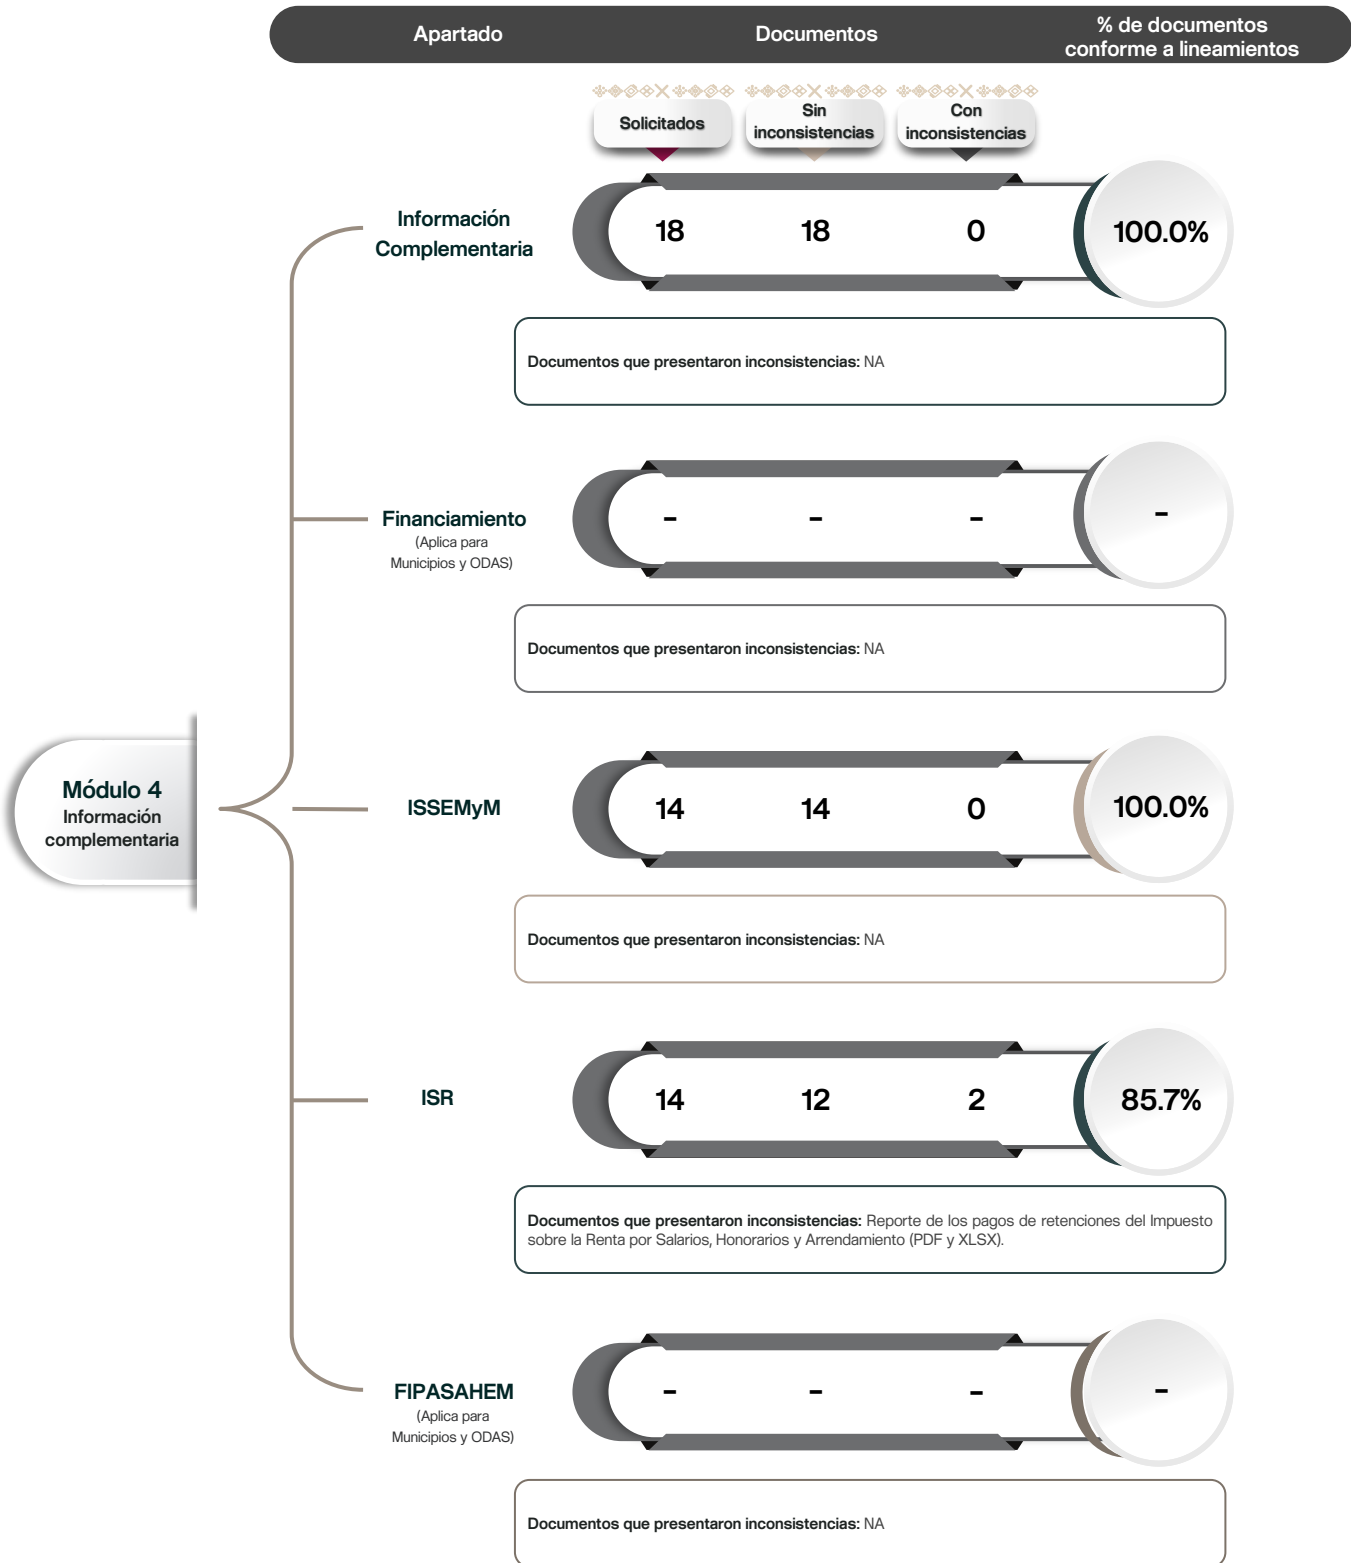 Apartado
Documentos
% de documentos
conforme a lineamientos
Solicitados
Sin
inconsistencias
Con
inconsistencias
Información
Complementaria
18 18 0 100.0%
Documentos que presentaron inconsistencias: NA
Financiamiento
(Aplica para
Municipios y ODAS)
- - - -
Documentos que presentaron inconsistencias: NA
Módulo 4
Información
complementaria
ISSEMyM
14 14 0 100.0%
Documentos que presentaron inconsistencias: NA
ISR
14 12 2 85.7%
Documentos que presentaron inconsistencias: Reporte de los pagos de retenciones del Impuesto
sobre la Renta por Salarios, Honorarios y Arrendamiento (PDF y XLSX).
FIPASAHEM
(Aplica para
Municipios y ODAS)
- - - -
Documentos que presentaron inconsistencias: NA